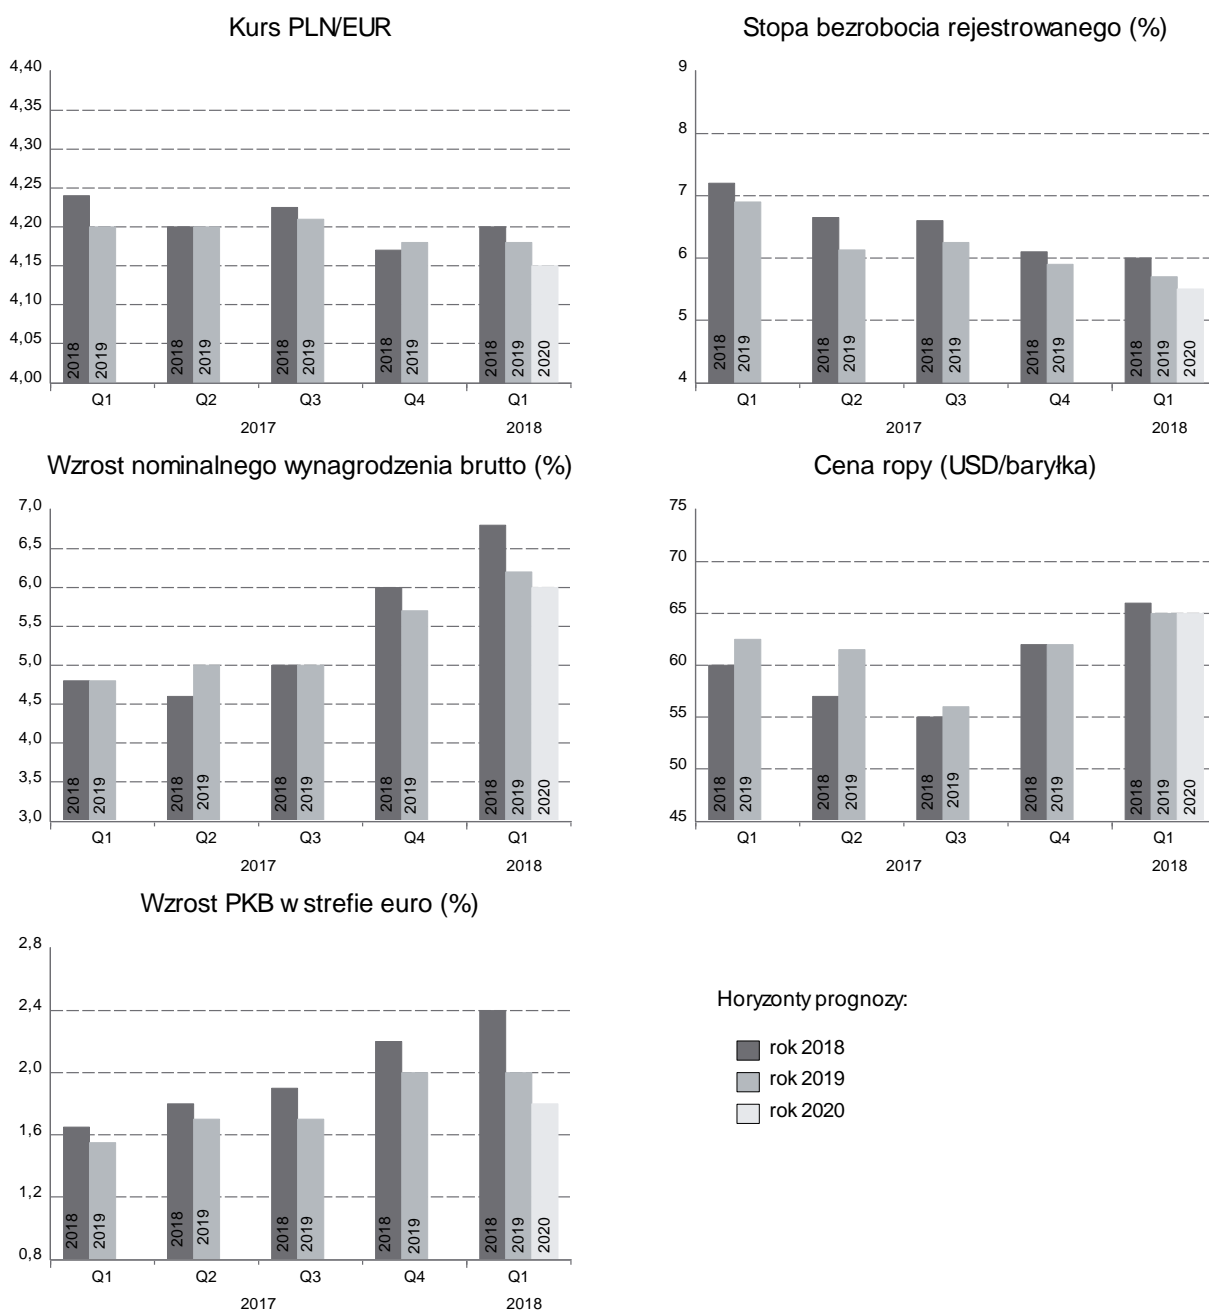 Kurs PLN/EUR
4,40
4,35
4,30
4,25
4,20
4,15
4,10
4,05
4,00
2018 2019 2018 2019 2018 2019 2018 2019 2018 2019 2020
Q1 Q2 Q3 Q4 Q1
2017 2018
Stopa bezrobocia rejestrowanego (%)
9
8
7
6
5
4
2018 2019 2018 2019 2018 2019 2018 2019 2018 2019 2020
Q1 Q2 Q3 Q4 Q1
2017 2018
Wzrost nominalnego wynagrodzenia brutto (%)
7,0
6,5
6,0
5,5
5,0
4,5
4,0
3,5
3,0
2018 2019 2018 2019 2018 2019 2018 2019 2018 2019 2020
Q1 Q2 Q3 Q4 Q1
2017 2018
Cena ropy (USD/baryłka)
75
70
65
60
55
50
45
2018 2019 2018 2019 2018 2019 2018 2019 2018 2019 2020
Q1 Q2 Q3 Q4 Q1
2017 2018
Wzrost PKB w strefie euro (%)
2,8
2,4
2,0
1,6
1,2
0,8
2018 2019 2018 2019 2018 2019 2018 2019 2018 2019 2020
Q1 Q2 Q3 Q4 Q1
2017 2018
Horyzonty prognozy:
rok 2018
rok 2019
rok 2020